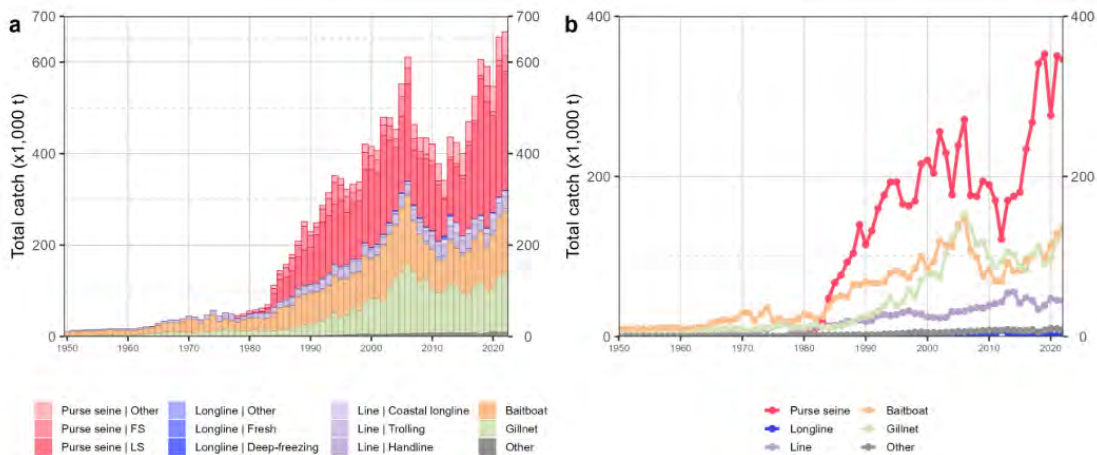 a
Total catch (x1,000 t)
700
600
400
200
0
700
600
400
200
0
1950 1960 1970 1980 1990 2000 2010 2020
Purse seine | Other Longline | Other Line | Coastal longline Baitboat
Purse seine | FS Longline | Fresh Line | Trolling Gillnet
Purse seine | LS Longline | Deep-freezing Line | Handline Other
b
Total catch (x1,000 t)
400
200
0
400
200
0
1950 1960 1970 1980 1990 2000 2010 2020
Purse seine Baitboat
Longline Gillnet
Line Other